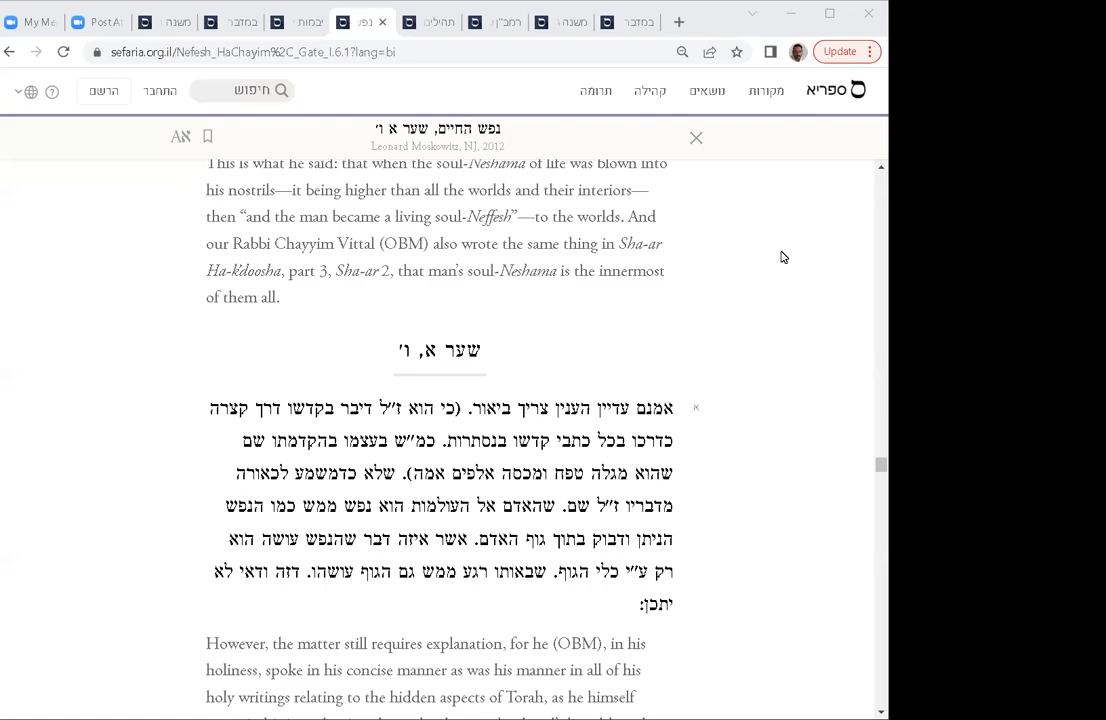 My Me
Post At
משנה
במדבר
יבמות
נפש
תהילים
רמב"ן
משנה
במדבר
sefaria.org.il/Nefesh_HaChayim%2C_Gate_I.6.1?lang=bi
Update
ספריא
מקורות
נושאים
קהילה
תרומה
חיפוש
התחבר
הרשם
נפש החיים, שער א ו׳
Leonard Moskowitz, NJ, 2012
This is what he said: that when the soul-Neshama of life was blown into
his nostrils—it being higher than all the worlds and their interiors—
then “and the man became a living soul-Neffesh”—to the worlds. And
our Rabbi Chayyim Vittal (OBM) also wrote the same thing in Sha-ar
Ha-k’doosha, part 3, Sha-ar 2, that man’s soul-Neshama is the innermost
of them all.
שער א, ו׳
א
אמנם עדיין הענין צריך ביאור. (כי הוא ז״ל דיבר בקדשו דרך קצרה
כדרכו בכל כתבי קדשו בנסתרות. כמ״ש בעצמו בהקדמתו שם
שהוא מגלה טפח ומכסה אלפים אמה). שלא כדמשמע לכאורה
מדבריו ז״ל שם. שהאדם אל העולמות הוא נפש ממש כמו הנפש
הניתן ודבוק בתוך גוף האדם. אשר איזה דבר שהנפש עושה הוא
רק ע״י כלי הגוף. שבאותו רגע ממש גם הגוף עושהו. דזה ודאי לא
יתכן:
However, the matter still requires explanation, for he (OBM), in his
holiness, spoke in his concise manner as was his manner in all of his
holy writings relating to the hidden aspects of Torah, as he himself